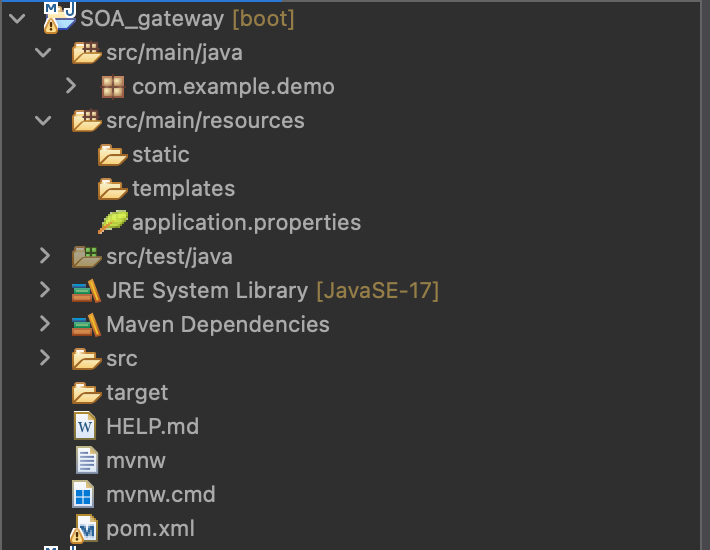 SOA_gateway [boot]
src/main/java
com.example.demo
src/main/resources
static
templates
application.properties
src/test/java
JRE System Library [JavaSE-17]
Maven Dependencies
src
target
HELP.md
mvnw
mvnw.cmd
pom.xml